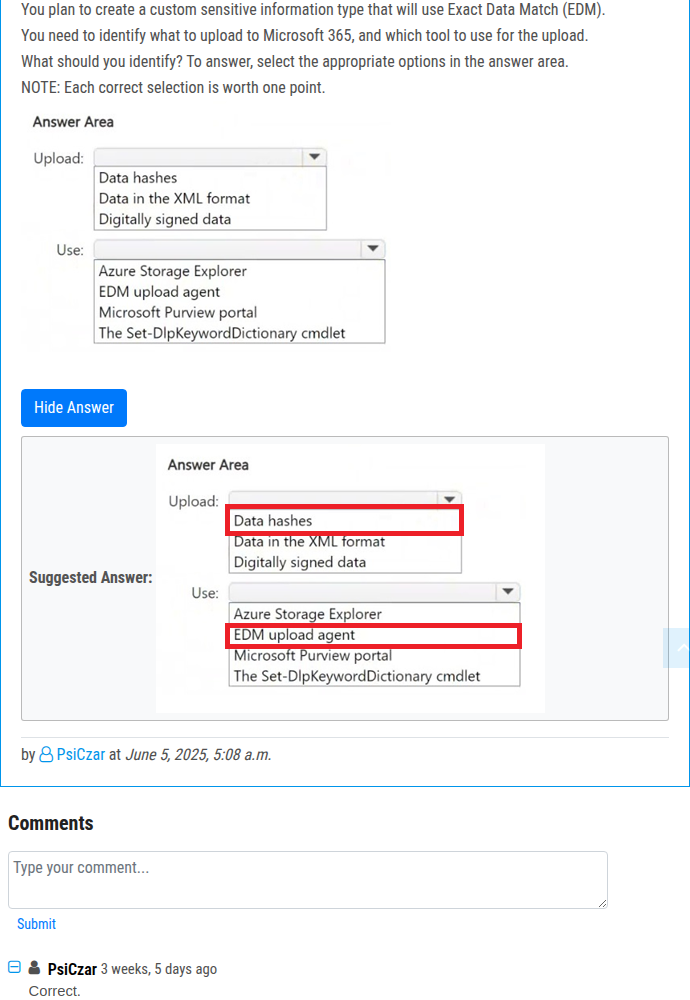 You plan to create a custom sensitive information type that will use Exact Data Match (EDM).
You need to identify what to upload to Microsoft 365, and which tool to use for the upload.
What should you identify? To answer, select the appropriate options in the answer area.
NOTE: Each correct selection is worth one point.
Answer Area
Upload:
Data hashes
Data in the XML format
Digitally signed data
Use:
Azure Storage Explorer
EDM upload agent
Microsoft Purview portal
The Set-DlpKeywordDictionary cmdlet
Hide Answer
Suggested Answer:
Answer Area
Upload:
Data hashes
Data in the XML format
Digitally signed data
Use:
Azure Storage Explorer
EDM upload agent
Microsoft Purview portal
The Set-DlpKeywordDictionary cmdlet
by PsiCzar at June 5, 2025, 5:08 a.m.
Comments
Type your comment...
Submit
PsiCzar 3 weeks, 5 days ago
Correct.